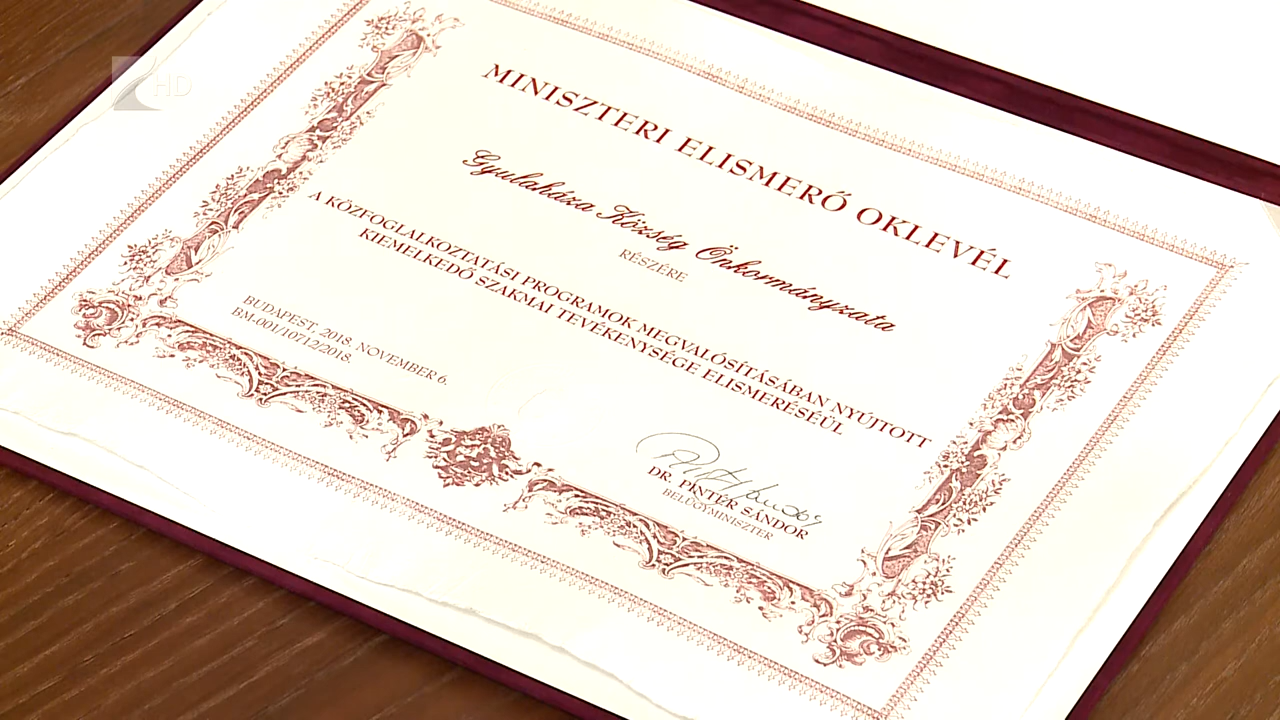 HD
MINISZTERI ELISMERŐ OKLEVÉL
Gyulaháza Község Önkormányzata
RÉSZÉRE
A KÖZFOGLALKOZTATÁSI PROGRAMOK MEGVALÓSÍTÁSÁBAN NYÚJTOTT
KIEMELKEDŐ SZAKMAI TEVÉKENYSÉGE ELISMERÉSÉÜL
BUDAPEST, 2018. NOVEMBER 6.
BM-001/10712/2018.
DR. PINTÉR SÁNDOR
BELÜGYMINISZTER